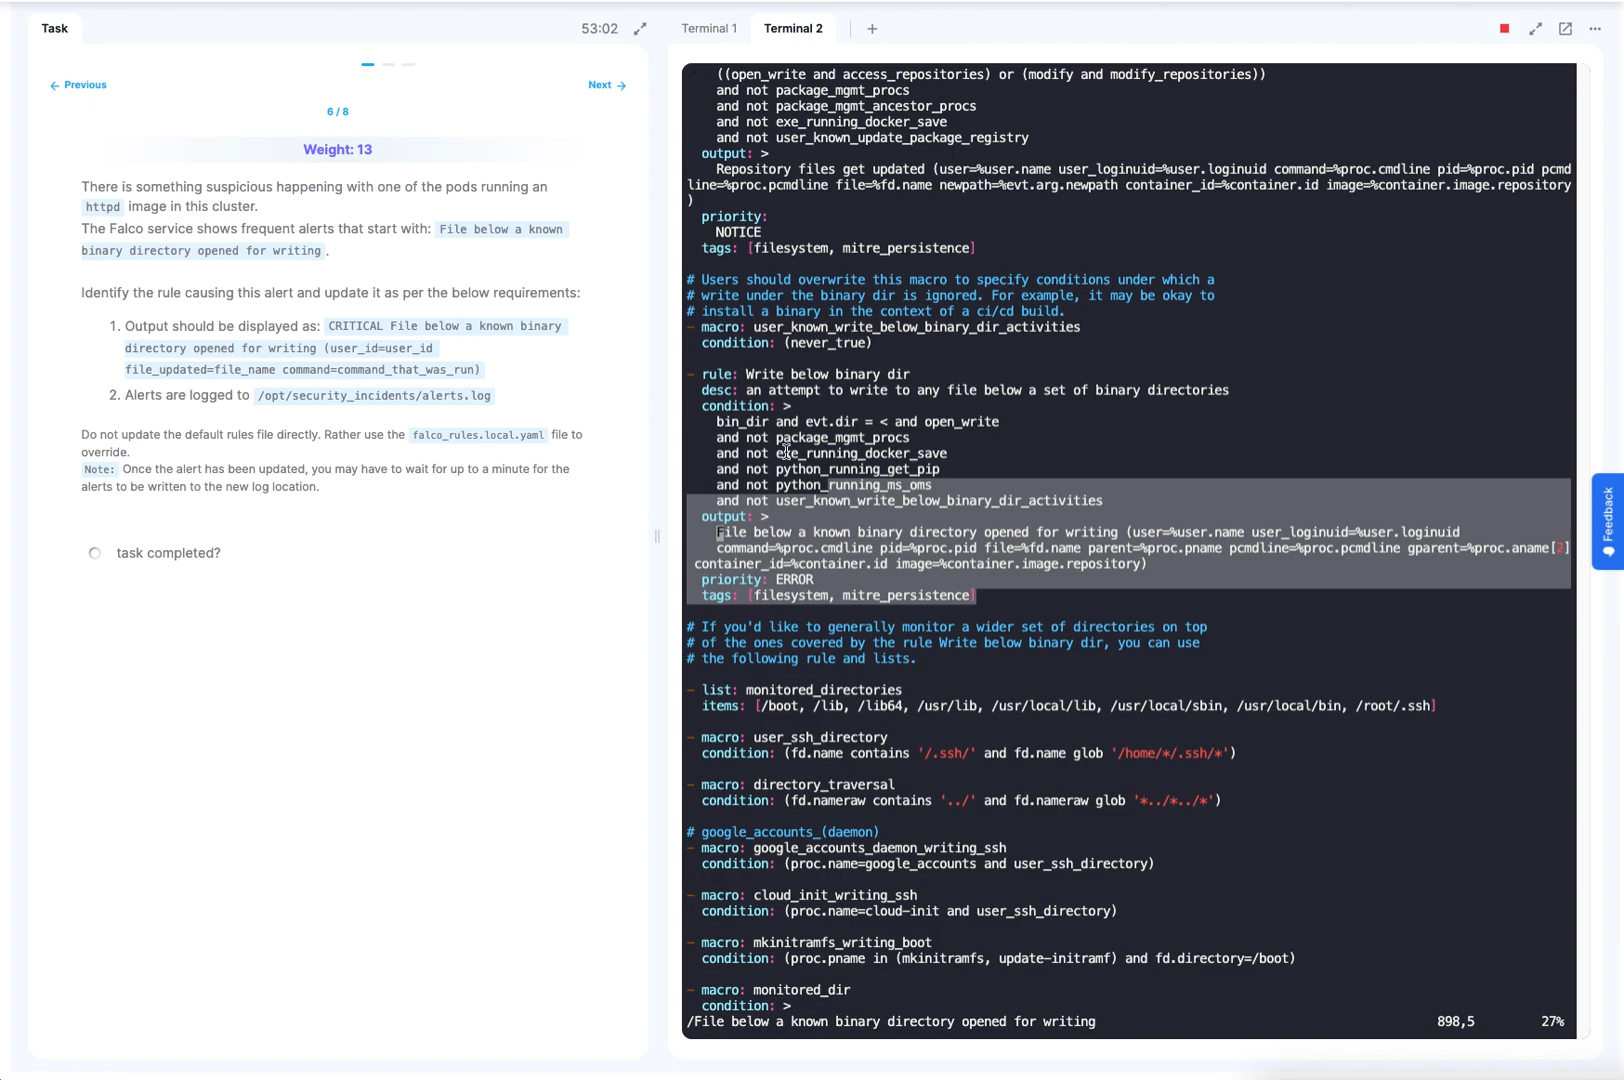 Task
53:02
Terminal 1
Terminal 2
← Previous
Next →
6 / 8
Weight: 13
There is something suspicious happening with one of the pods running an
httpd image in this cluster.
The Falco service shows frequent alerts that start with: File below a known
binary directory opened for writing .
Identify the rule causing this alert and update it as per the below requirements:
1. Output should be displayed as: CRITICAL File below a known binary
directory opened for writing (user_id=user_id
file_updated=file_name command=command_that_was_run)
2. Alerts are logged to /opt/security_incidents/alerts.log
Do not update the default rules file directly. Rather use the falco_rules.local.yaml file to
override.
Note: Once the alert has been updated, you may have to wait for up to a minute for the
alerts to be written to the new log location.
task completed?
((open_write and access_repositories) or (modify and modify_repositories))
and not package_mgmt_procs
and not package_mgmt_ancestor_procs
and not exe_running_docker_save
and not user_known_update_package_registry
output: >
Repository files get updated (user=%user.name user_loginuid=%user.loginuid command=%proc.cmdline pid=%proc.pid pcmd
line=%proc.pcmdline file=%fd.name newpath=%evt.arg.newpath container_id=%container.id image=%container.image.repository
)
priority:
NOTICE
tags: [filesystem, mitre_persistence]
# Users should overwrite this macro to specify conditions under which a
# write under the binary dir is ignored. For example, it may be okay to
# install a binary in the context of a ci/cd build.
- macro: user_known_write_below_binary_dir_activities
condition: (never_true)
- rule: Write below binary dir
desc: an attempt to write to any file below a set of binary directories
condition: >
bin_dir and evt.dir = < and open_write
and not package_mgmt_procs
and not exe_running_docker_save
and not python_running_get_pip
and not python_running_ms_oms
and not user_known_write_below_binary_dir_activities
output: >
File below a known binary directory opened for writing (user=%user.name user_loginuid=%user.loginuid
command=%proc.cmdline pid=%proc.pid file=%fd.name parent=%proc.pname pcmdline=%proc.pcmdline gparent=%proc.aname[2]
container_id=%container.id image=%container.image.repository)
priority: ERROR
tags: [filesystem, mitre_persistence]
# If you'd like to generally monitor a wider set of directories on top
# of the ones covered by the rule Write below binary dir, you can use
# the following rule and lists.
- list: monitored_directories
items: [/boot, /lib, /lib64, /usr/lib, /usr/local/lib, /usr/local/sbin, /usr/local/bin, /root/.ssh]
- macro: user_ssh_directory
condition: (fd.name contains '/.ssh/' and fd.name glob '/home/*/.ssh/*')
- macro: directory_traversal
condition: (fd.nameraw contains '../' and fd.nameraw glob '*../*../*')
# google_accounts_(daemon)
- macro: google_accounts_daemon_writing_ssh
condition: (proc.name=google_accounts and user_ssh_directory)
- macro: cloud_init_writing_ssh
condition: (proc.name=cloud-init and user_ssh_directory)
- macro: mkinitramfs_writing_boot
condition: (proc.pname in (mkinitramfs, update-initramf) and fd.directory=/boot)
- macro: monitored_dir
condition: >
/File below a known binary directory opened for writing
898,5
27%
Feedback